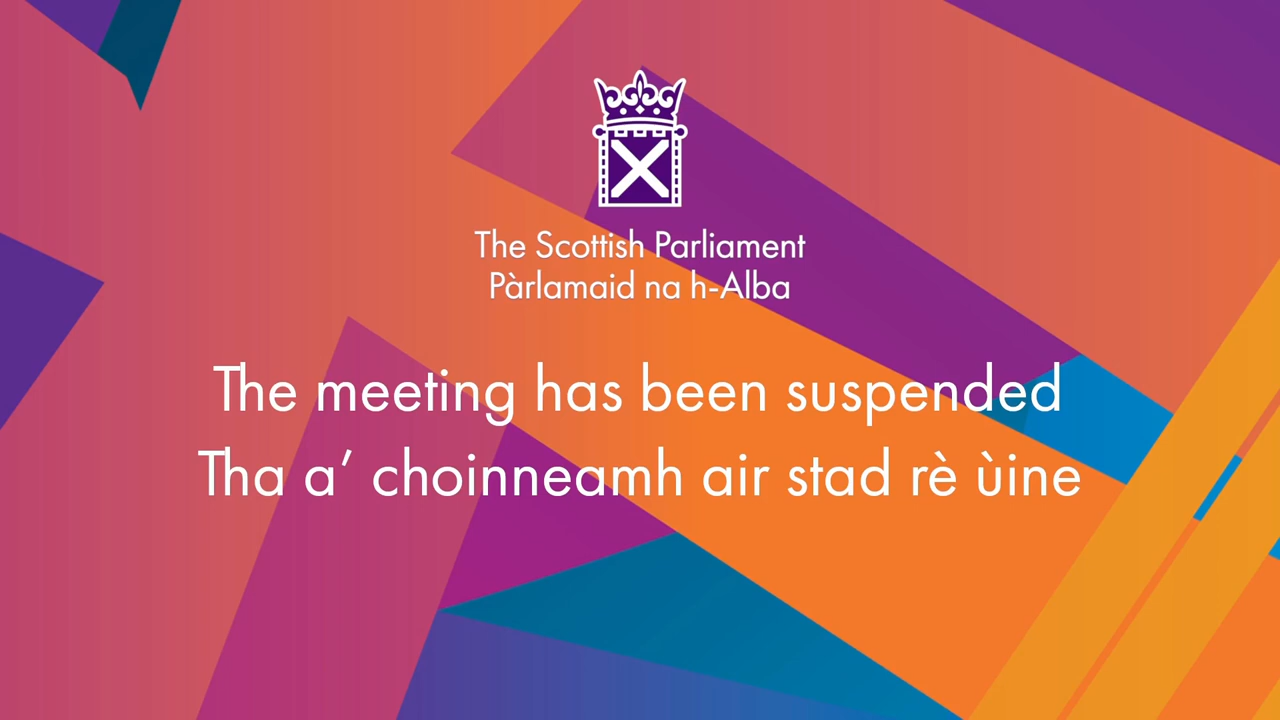 The Scottish Parliament
Pàrlamaid na h-Alba
The meeting has been suspended
Tha a’ choinneamh air stad rè ùine